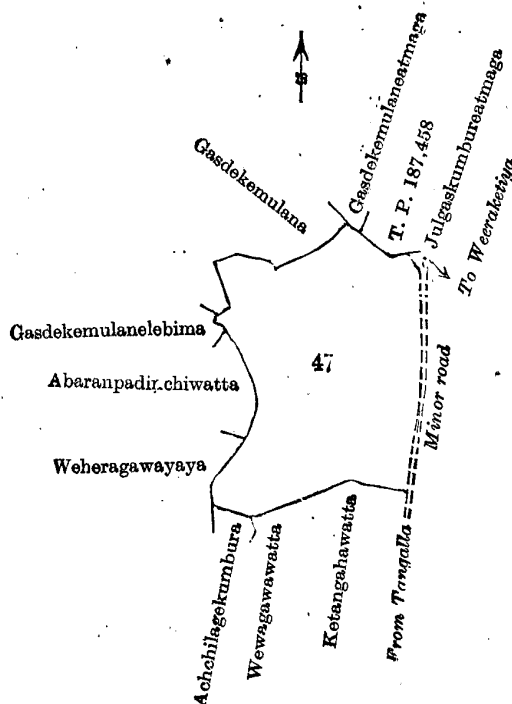 N
Gasdekemulana
Gasdekemulaneatmaga
T. P. 187,458
Julgaskumbureatmaga
To Weeraketiya
Gasdekemulanelebima
47
Abaranpadir.chiwatta
Minor road
Weheragawayaya
Achchilagekumbura
Wewagawawatta
Ketangahawatta
From Tangalla